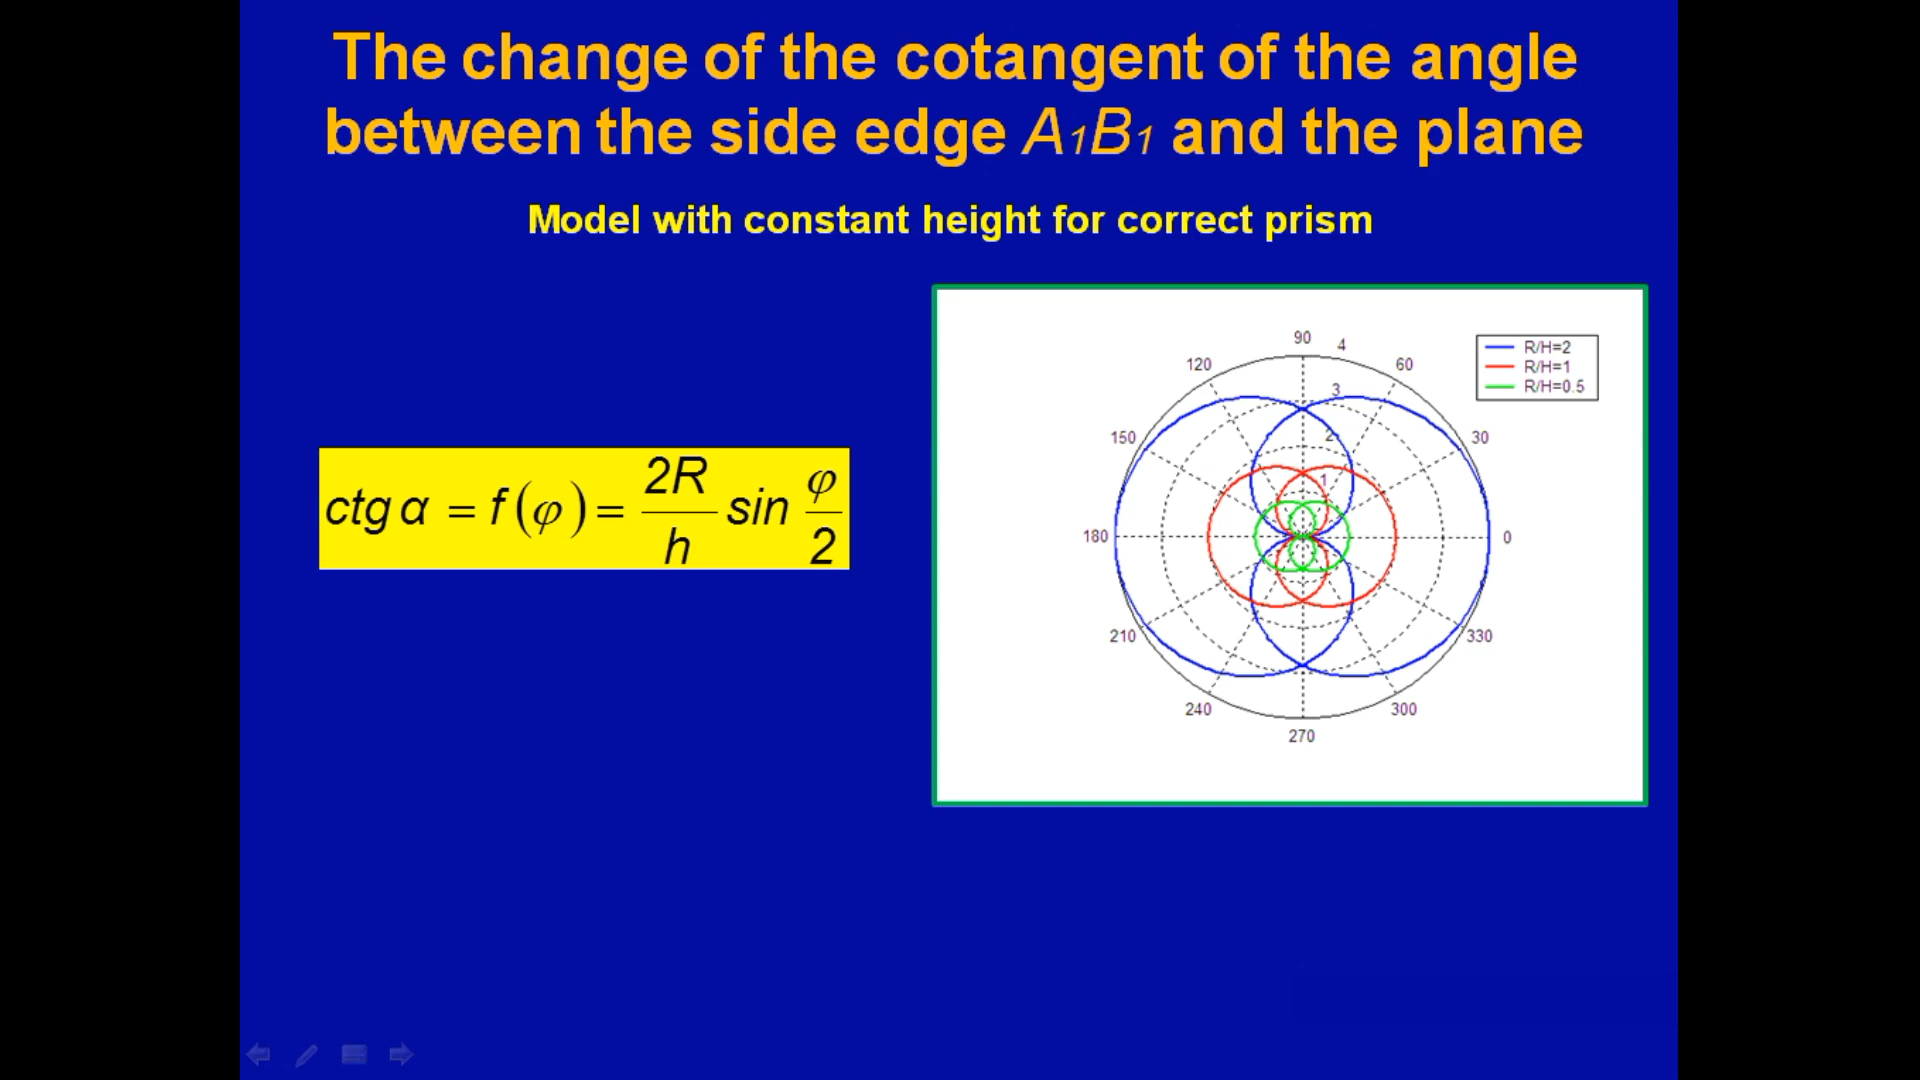 The change of the cotangent of the angle
between the side edge A₁B₁ and the plane
Model with constant height for correct prism
ctg α = f(φ) = 2R/h sin φ/2
R/H=2
R/H=1
R/H=0.5
90
4
120
60
3
150
2
30
1
180
0
210
330
240
300
270